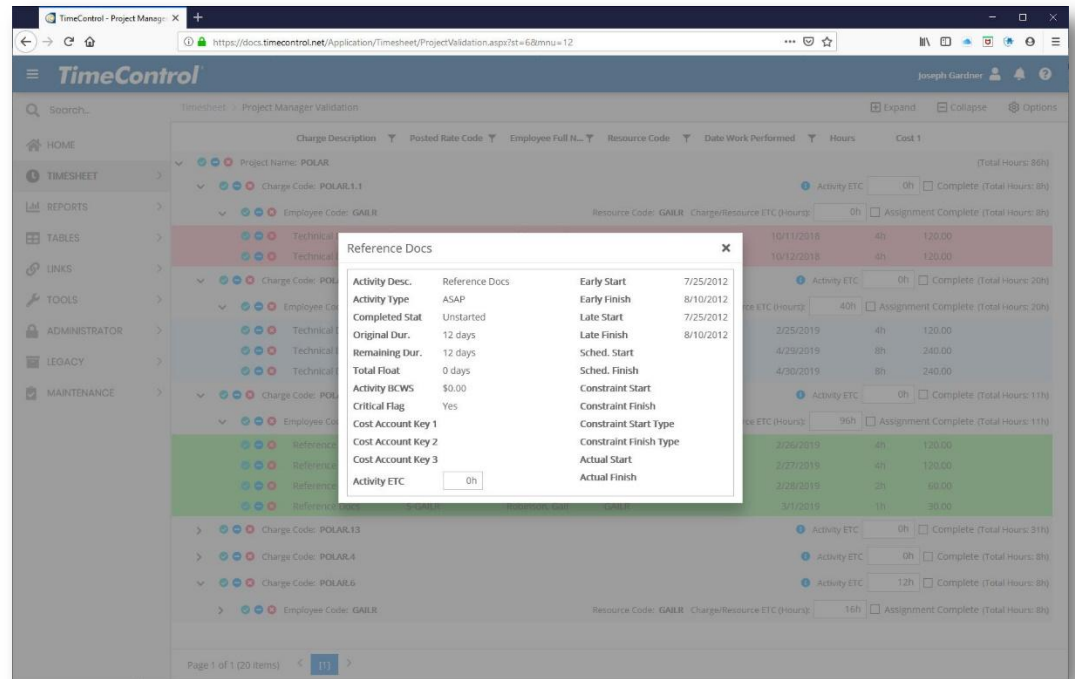 TimeControl - Project Manage
https://docs.timecontrol.net/Application/Timesheet/ProjectValidation.aspx?st=6&mnu=12
TimeControl
Joseph Gardner
Search..
Timesheet > Project Manager Validation
Expand Collapse Options
HOME
TIMESHEET
REPORTS
TABLES
LINKS
TOOLS
ADMINISTRATOR
LEGACY
MAINTENANCE
Charge Description Posted Rate Code Employee Full N... Resource Code Date Work Performed Hours Cost 1
Project Name: POLAR (Total Hours: 86h)
Charge Code: POLAR.1.1 Activity ETC 0h Complete (Total Hours: 8h)
Employee Code: GAILR Resource Code: GAILR Charge/Resource ETC (Hours): 0h Assignment Complete (Total Hours: 8h)
Technical 10/11/2018 4h 120.00
Technical 10/12/2018 4h 120.00
Charge Code: Activity ETC 0h Complete (Total Hours: 20h)
Employee ETC (Hours): 40h Assignment Complete (Total Hours: 20h)
Technical 2/25/2019 4h 120.00
Technical 4/29/2019 8h 240.00
Technical 4/30/2019 8h 240.00
Charge Code: Activity ETC 0h Complete (Total Hours: 11h)
Employee ETC (Hours): 96h Assignment Complete (Total Hours: 11h)
Reference 2/26/2019 4h 120.00
Reference 2/27/2019 4h 120.00
Reference 2/28/2019 2h 60.00
Reference Docs S-GAILR Robinson, Gail GAILR 3/1/2019 1h 30.00
Charge Code: POLAR.13 Activity ETC 0h Complete (Total Hours: 31h)
Charge Code: POLAR.4 Activity ETC 0h Complete (Total Hours: 8h)
Charge Code: POLAR.6 Activity ETC 12h Complete (Total Hours: 8h)
Employee Code: GAILR Resource Code: GAILR Charge/Resource ETC (Hours): 16h Assignment Complete (Total Hours: 8h)
Page 1 of 1 (20 items) < [1] >
Reference Docs
Activity Desc. Reference Docs Early Start 7/25/2012
Activity Type ASAP Early Finish 8/10/2012
Completed Stat Unstarted Late Start 7/25/2012
Original Dur. 12 days Late Finish 8/10/2012
Remaining Dur. 12 days Sched. Start
Total Float 0 days Sched. Finish
Activity BCWS $0.00 Constraint Start
Critical Flag Yes Constraint Finish
Cost Account Key 1 Constraint Start Type
Cost Account Key 2 Constraint Finish Type
Cost Account Key 3 Actual Start
Activity ETC 0h Actual Finish